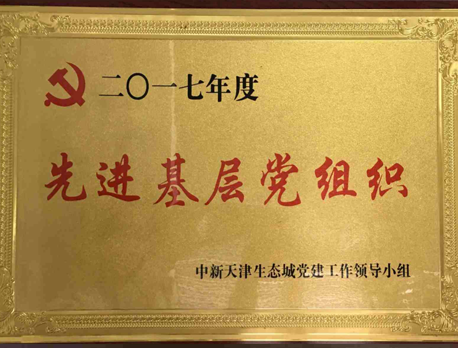 二〇一七年度
先进基层党组织
中新天津生态城党建工作领导小组